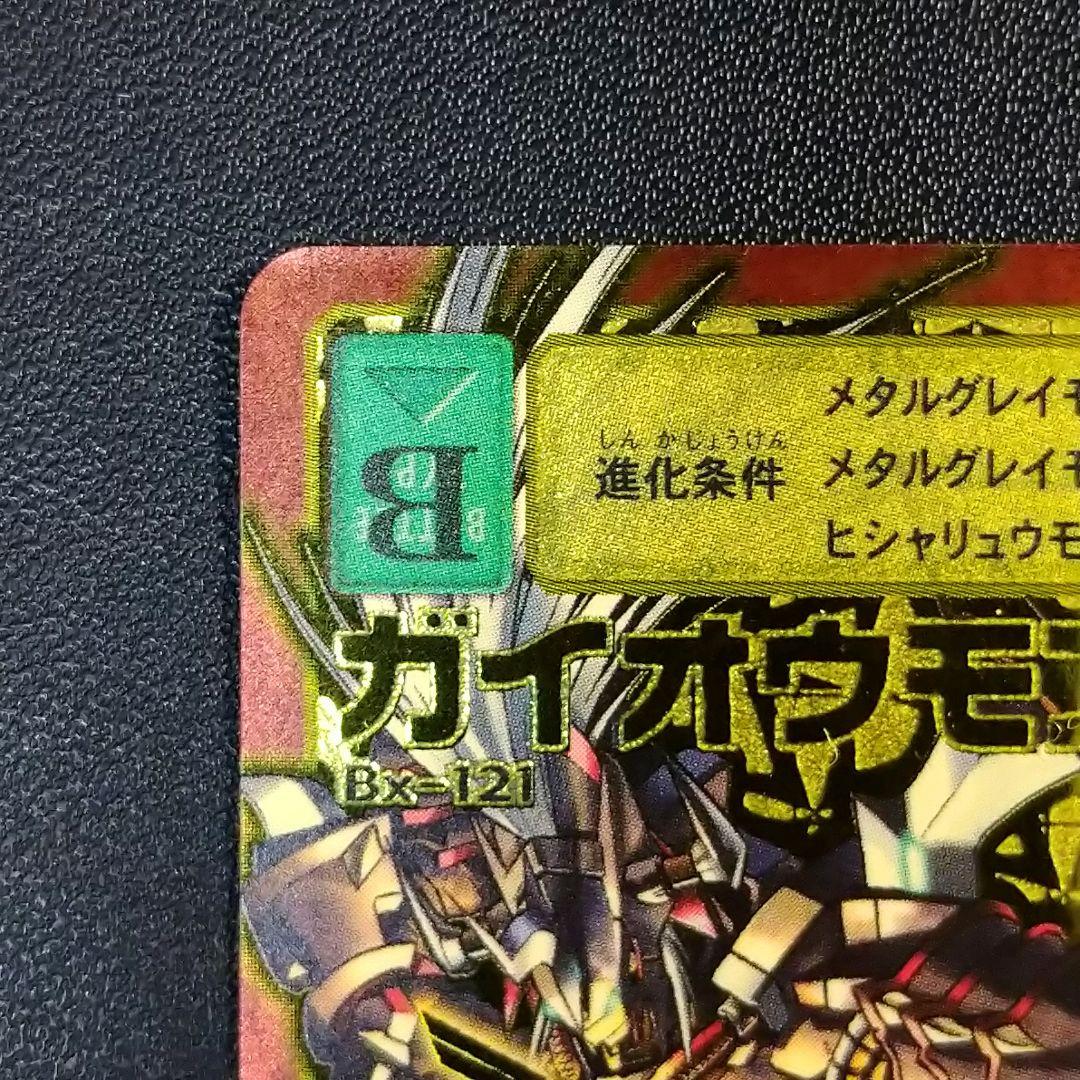 B
メタルグレイモ
しん か じょうけん
進化条件
メタルグレイモ
ヒシャリュウモ
ガイオウモ
Bx-121